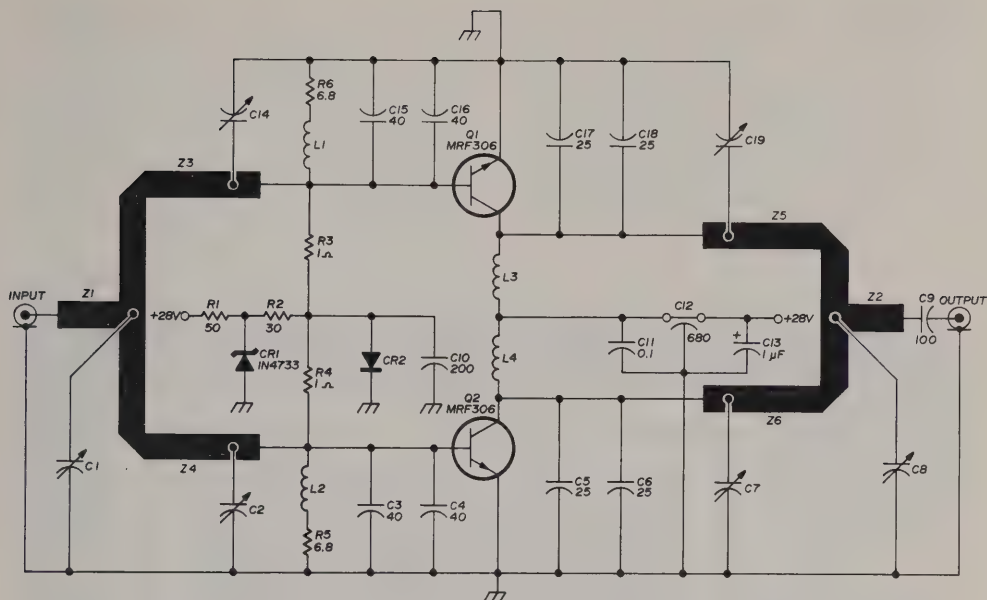 R6
6.8
C15
40
C16
40
C14
Q1
MRF306
C17
25
C18
25
C19
L1
Z3
Z5
R3
1Ω
L3
INPUT
Z1
+28V
R1
50
R2
30
C12
680
+28V
Z2
C9
100
OUTPUT
CR1
1N4733
CR2
C10
200
C11
0.1
+
C13
1 µF
R4
1Ω
L4
Q2
MRF306
Z4
Z6
C1
C2
L2
C3
40
C4
40
C5
25
C6
25
C7
C8
R5
6.8